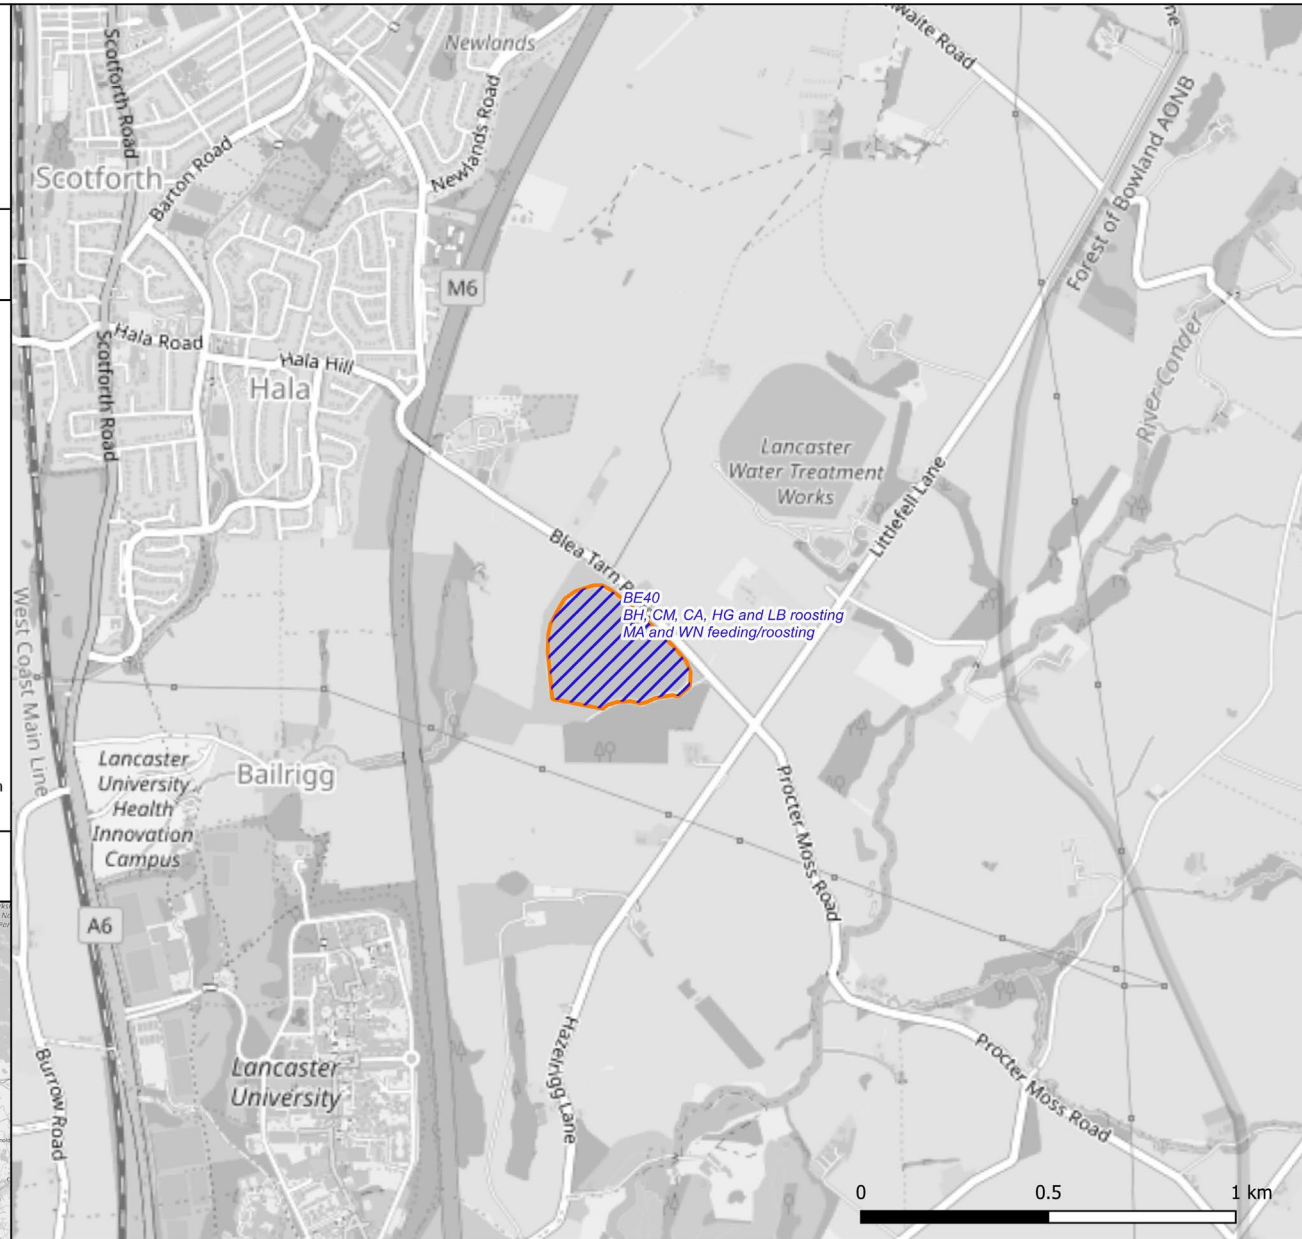 Newlands
Scotforth Road
Barton Road
Newlands Road
Scotforth
waite Road
ne
Forest of Bowland AONB
M6
River Conder
Hala Road
Hala Hill
Hala
Scotforth Road
Lancaster
Water Treatment
Works
Littlefell Lane
Blea Tarn R
BE40
BH, CM, CA, HG and LB roosting
MA and WN feeding/roosting
West Coast Main Line
Lancaster
University
Health
Innovation
Campus
Bailrigg
Procter Moss Road
A6
Hazelrigg Lane
Lancaster
University
Burrow Road
Procter Moss Road
0 0.5 1 km